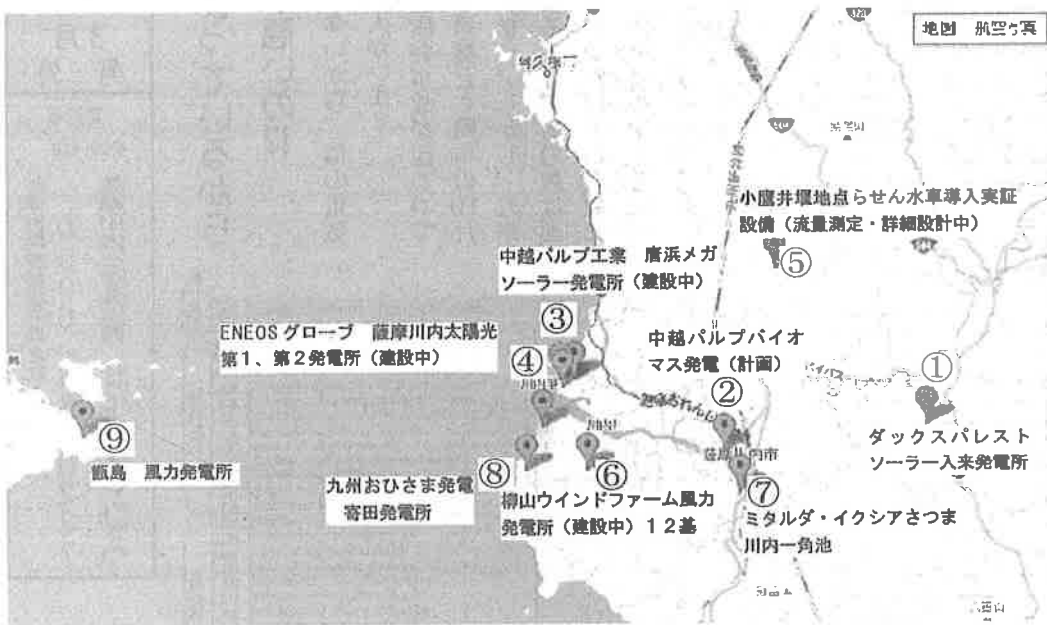 地図 航空写真
小鷹井堰地点らせん水車導入実証
設備（流量測定・詳細設計中）
⑤
中越パルプ工業　唐浜メガ
ソーラー発電所（建設中）
③
ENEOSグローブ　薩摩川内太陽光
第１、第２発電所（建設中）
④
中越パルプバイオ
マス発電（計画）
②
バイパス
①
ダックスパレスト
ソーラー入来発電所
⑨
甑島　風力発電所
九州おひさま発電
寄田発電所
⑧
⑥
柳山ウインドファーム風力
発電所（建設中）１２基
薩摩川内市
⑦
ミタルダ・イクシアさつま
川内一角池